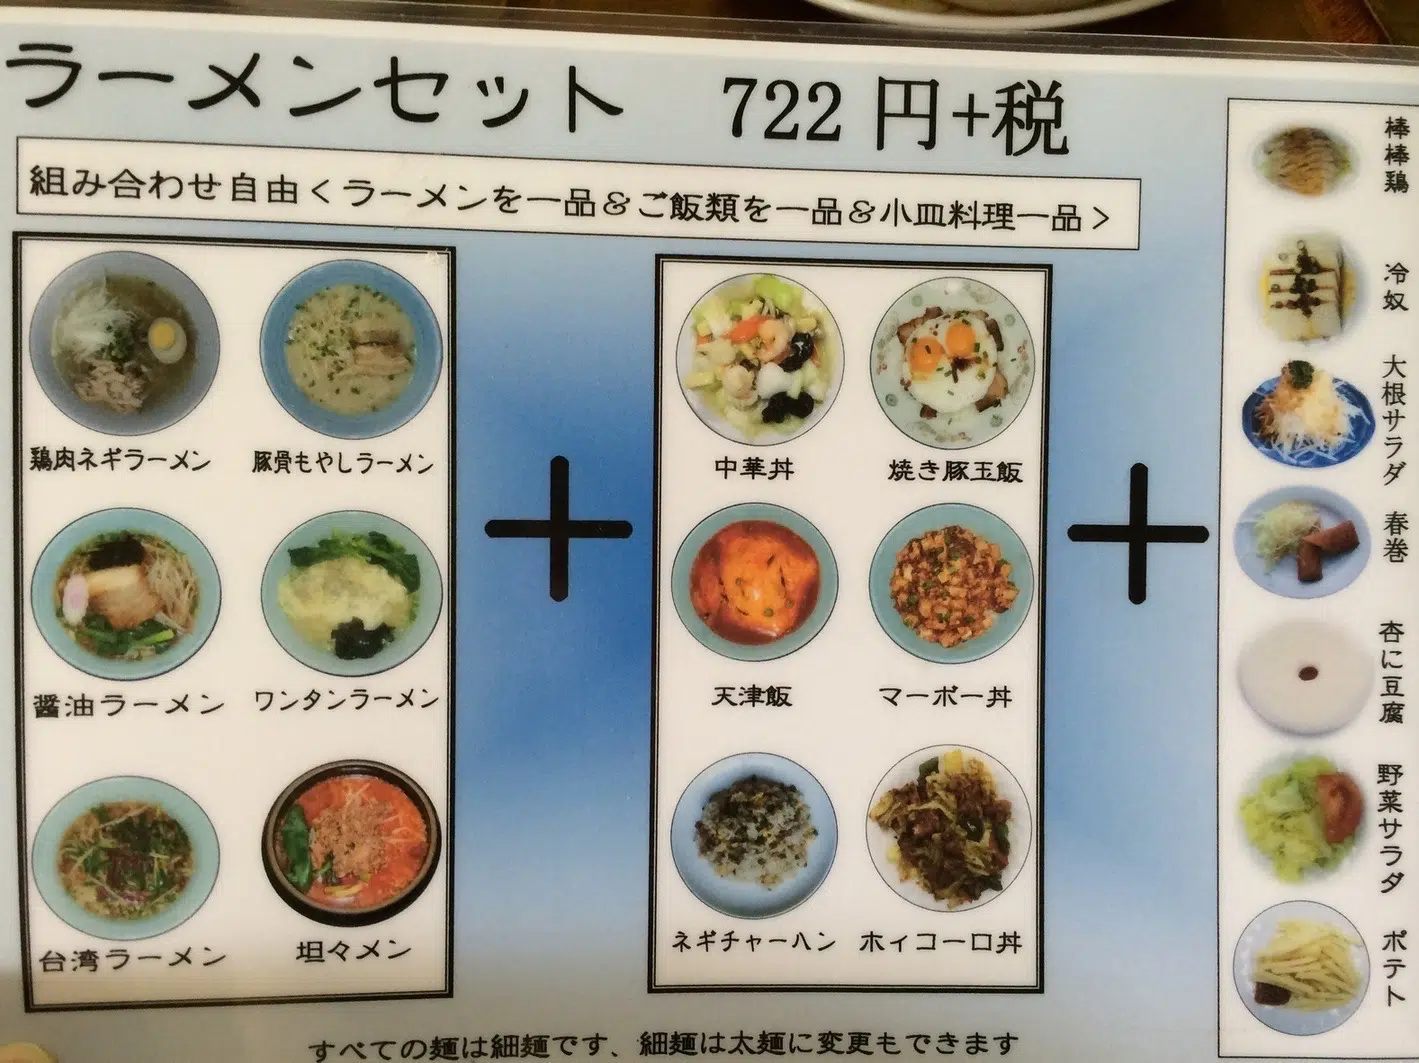 ラーメンセット 722円+税
組み合わせ自由くラーメンを一品&ご飯類を一品&小皿料理一品>
鶏肉ネギラーメン
豚骨もやしラーメン
醤油ラーメン
ワンタンラーメン
台湾ラーメン
坦々メン
+
中華丼
焼き豚玉飯
天津飯
マーボー丼
ネギチャーハン
ホイコーロ丼
+
棒棒鶏
冷奴
大根サラダ
春巻
杏に豆腐
野菜サラダ
ポテト
すべての麺は細麺です、細麺は太麺に変更もできます